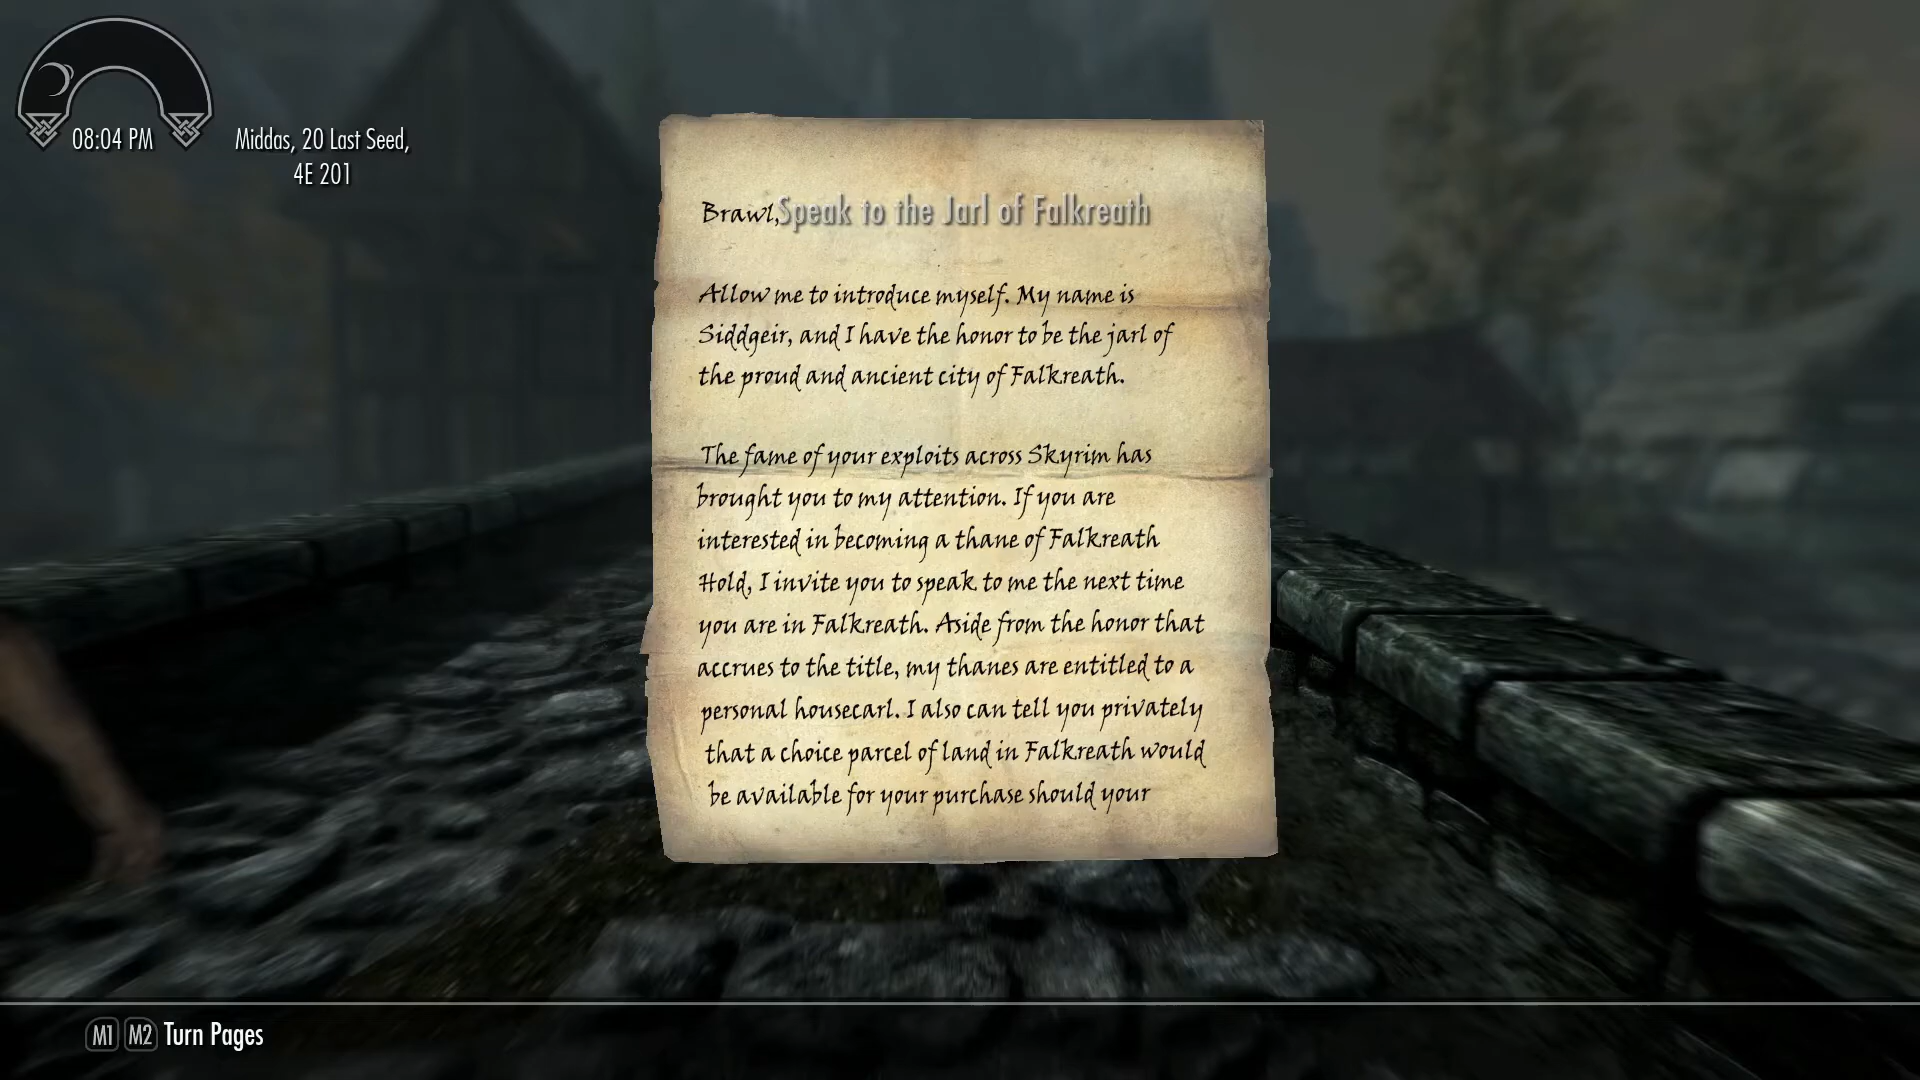 08:04 PM
Middas, 20 Last Seed,
4E 201
Brawl,
Speak to the Jarl of Falkreath
Allow me to introduce myself. My name is
Siddgeir, and I have the honor to be the jarl of
the proud and ancient city of Falkreath.
The fame of your exploits across Skyrim has
brought you to my attention. If you are
interested in becoming a thane of Falkreath
Hold, I invite you to speak to me the next time
you are in Falkreath. Aside from the honor that
accrues to the title, my thanes are entitled to a
personal housecarl. I also can tell you privately
that a choice parcel of land in Falkreath would
be available for your purchase should your
M1 M2 Turn Pages